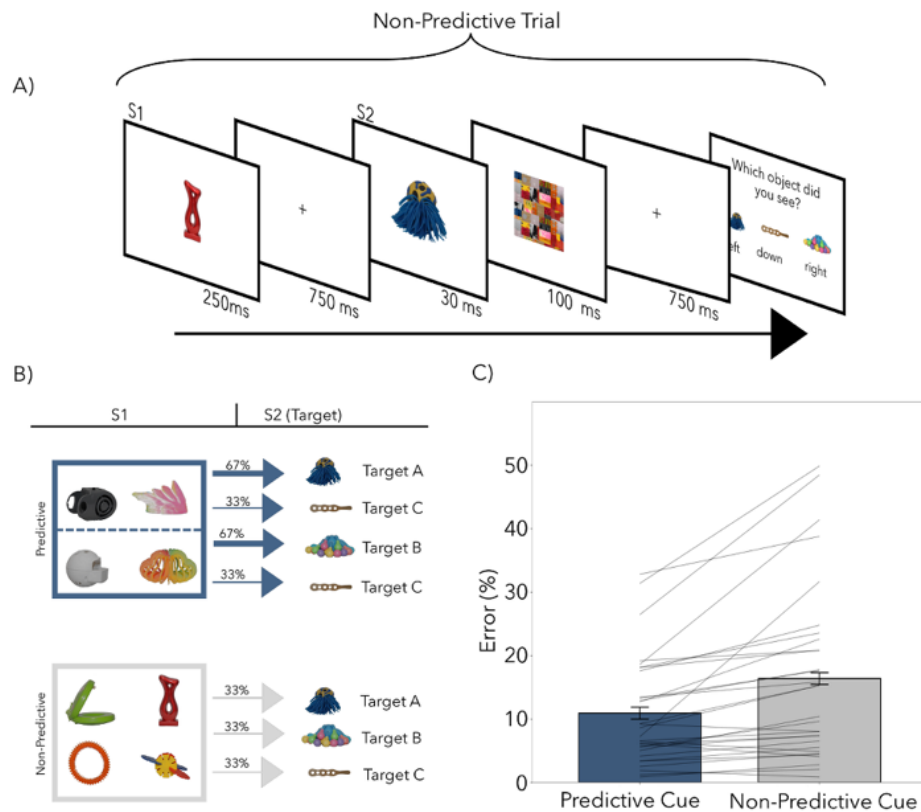 Non-Predictive Trial
A)
S1
S2
Which object did
you see?
eft
down
right
250ms
750 ms
30 ms
100 ms
750 ms
B)
S1
S2 (Target)
Predictive
67%
Target A
33%
Target C
67%
Target B
33%
Target C
Non-Predictive
33%
Target A
33%
Target B
33%
Target C
C)
Error (%)
50
40
30
20
10
0
Predictive Cue
Non-Predictive Cue